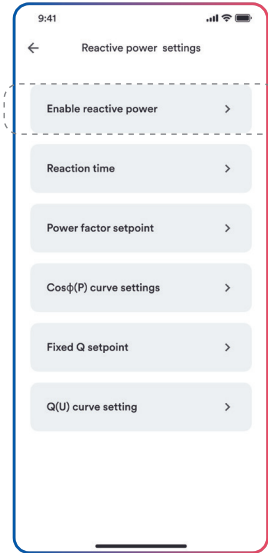 9:41
Reactive power settings
Enable reactive power
Reaction time
Power factor setpoint
Cosϕ(P) curve settings
Fixed Q setpoint
Q(U) curve setting